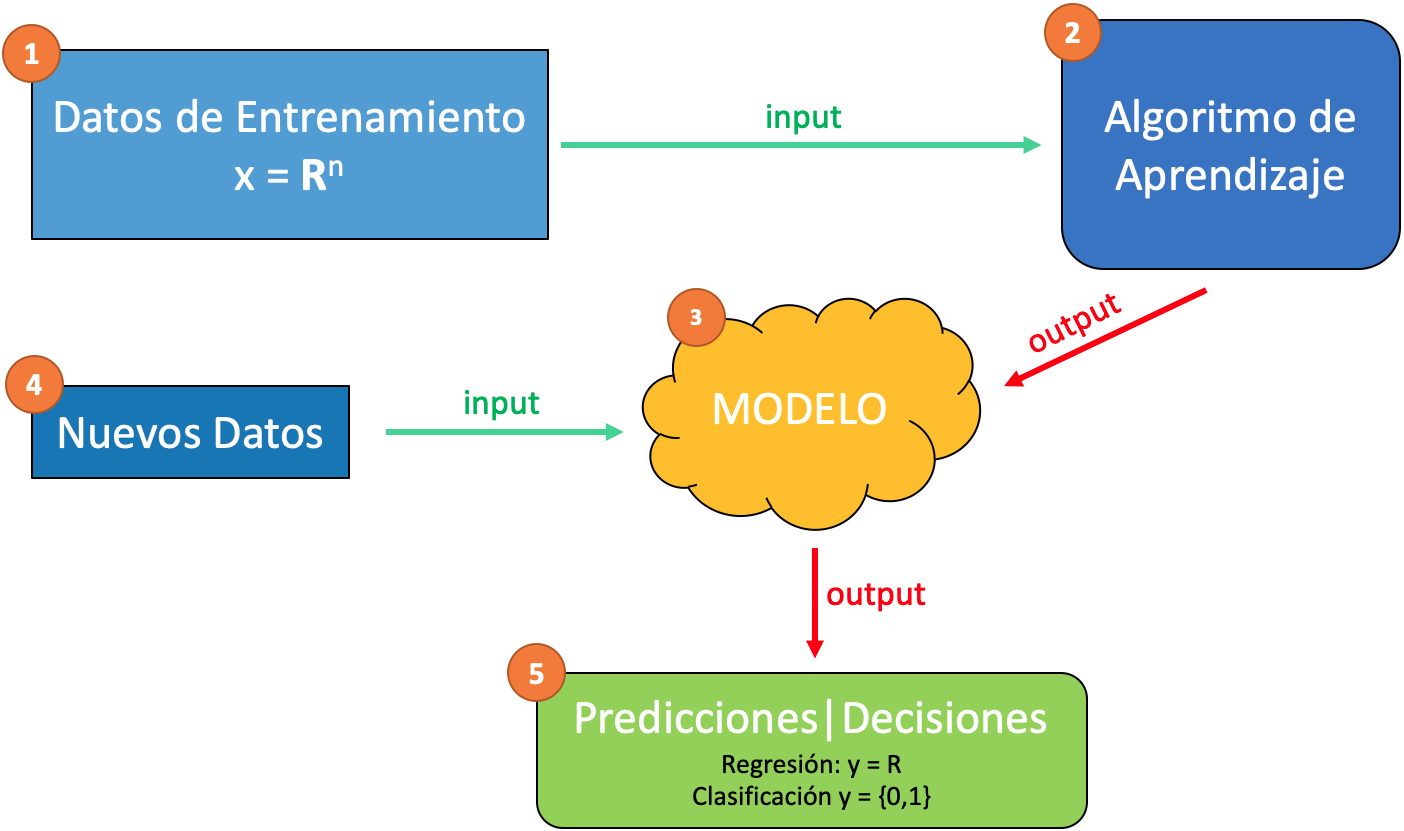 1
Datos de Entrenamiento
x = Rⁿ
input
2
Algoritmo de
Aprendizaje
output
3
MODELO
4
Nuevos Datos
input
output
5
Predicciones|Decisiones
Regresión: y = R
Clasificación y = {0,1}